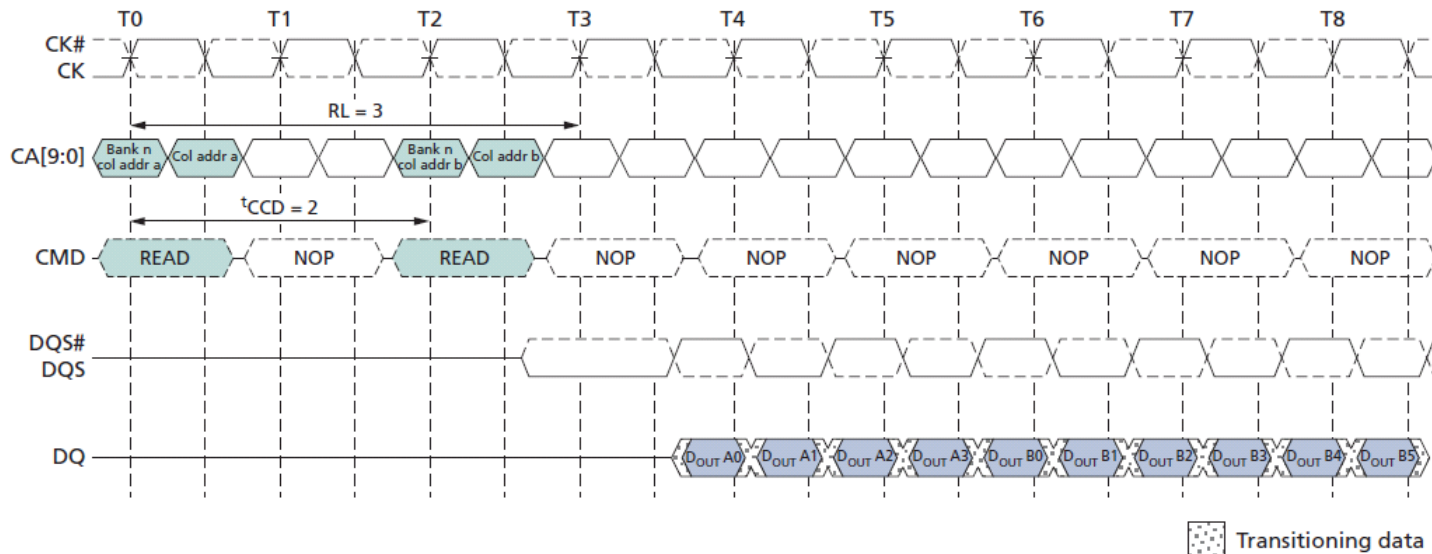 T0 T1 T2 T3 T4 T5 T6 T7 T8
CK#
CK
RL = 3
CA[9:0]
Bank n
col addr a
Col addr a
Bank n
col addr b
Col addr b
tCCD = 2
CMD READ NOP READ NOP NOP NOP NOP NOP NOP
DQS#
DQS
DQ DOUT A0 DOUT A1 DOUT A2 DOUT A3 DOUT B0 DOUT B1 DOUT B2 DOUT B3 DOUT B4 DOUT B5
Transitioning data